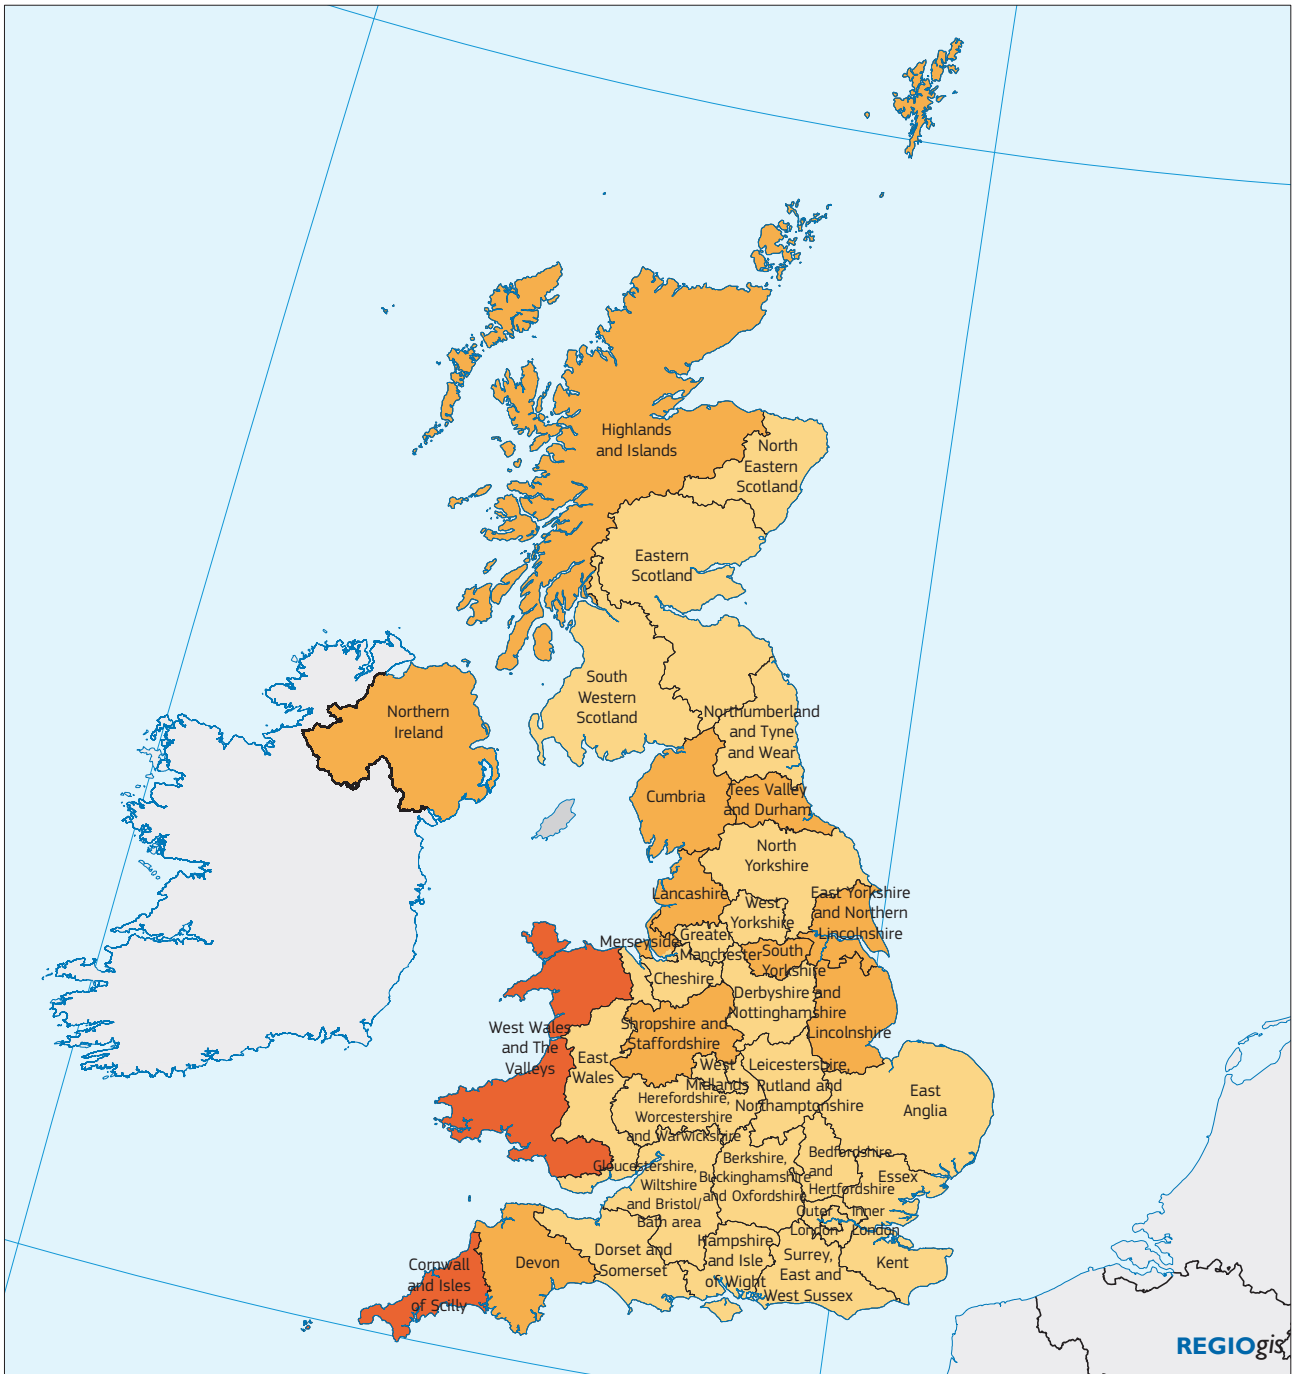 Highlands
and Islands
North
Eastern
Scotland
Eastern
Scotland
South
Western
Scotland
Northern
Ireland
Northumberland
and Tyne
and Wear
Cumbria
Tees Valley
and Durham
North
Yorkshire
Lancashire
West
Yorkshire
East Yorkshire
and Northern
Lincolnshire
Merseyside
Greater
Manchester
South
Yorkshire
Cheshire
Derbyshire and
Nottinghamshire
Lincolnshire
West Wales
and The
Valleys
Shropshire and
Staffordshire
East
Wales
West
Midlands
Leicestershire,
Rutland and
Northamptonshire
East
Anglia
Herefordshire,
Worcestershire
and Warwickshire
Gloucestershire,
Wiltshire
and Bristol/
Bath area
Berkshire,
Buckinghamshire
and Oxfordshire
Bedfordshire
and
Hertfordshire
Essex
Outer
London
Inner
London
Cornwall
and Isles
of Scilly
Devon
Dorset and
Somerset
Hampshire
and Isle
of Wight
Surrey,
East and
West Sussex
Kent
REGIOgis